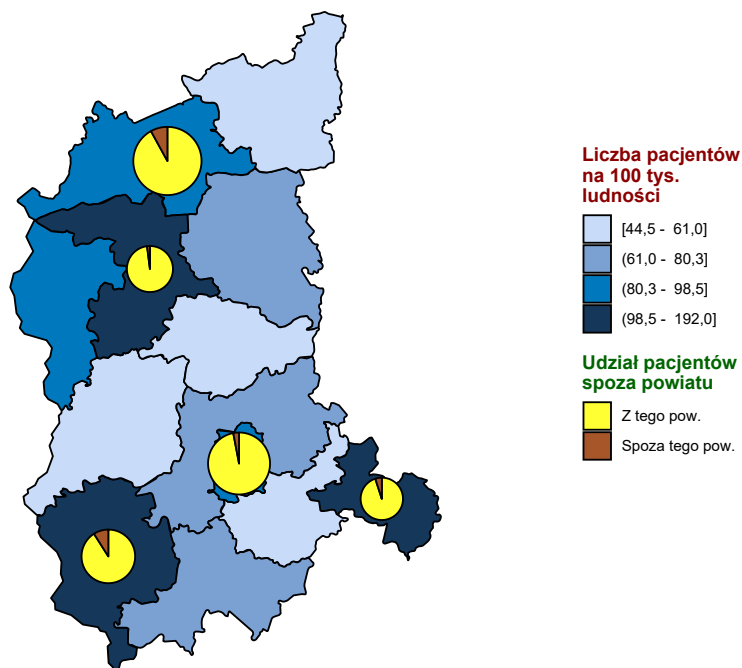 Liczba pacjentów
na 100 tys.
ludności
[44,5 - 61,0]
(61,0 - 80,3]
(80,3 - 98,5]
(98,5 - 192,0]
Udział pacjentów
spoza powiatu
Z tego pow.
Spoza tego pow.